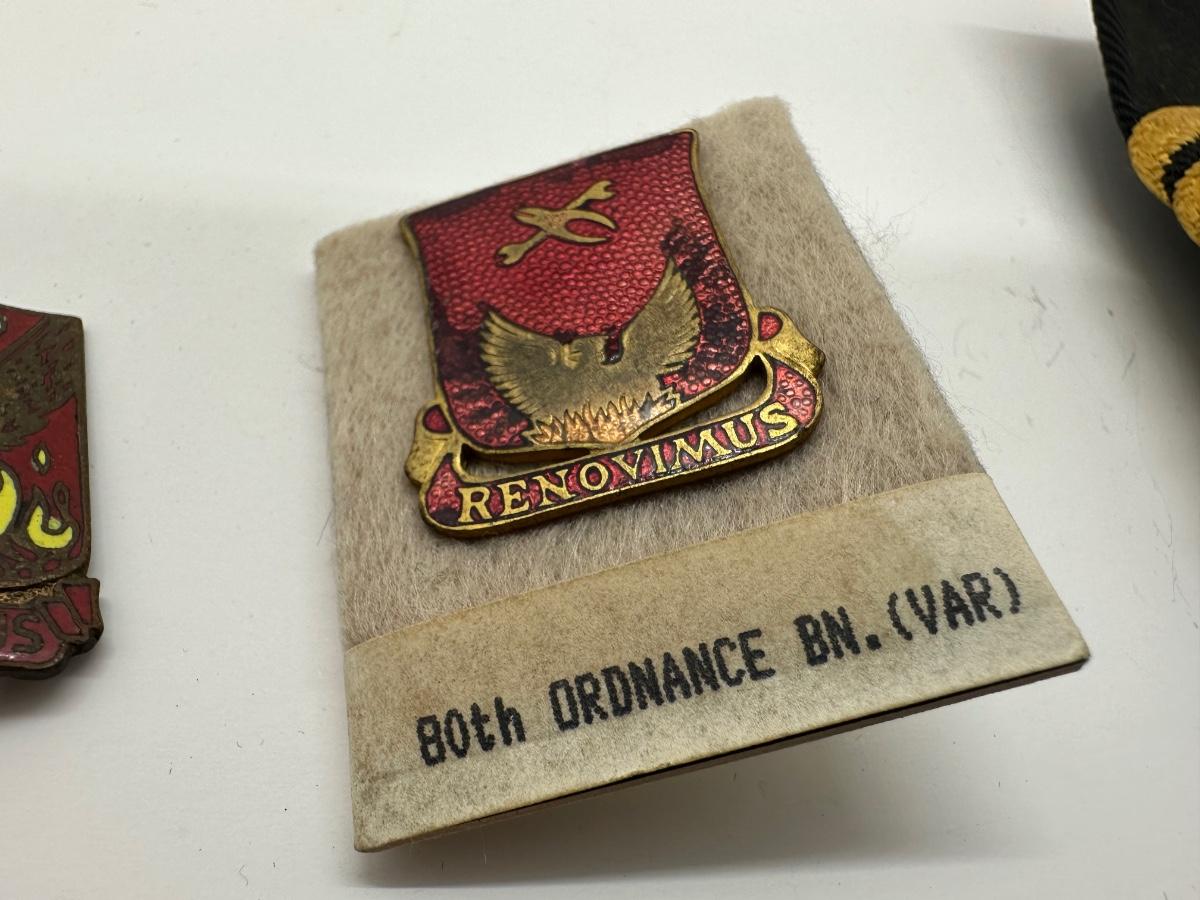 RENOVIMUS
80th ORDNANCE BN.(VAR)